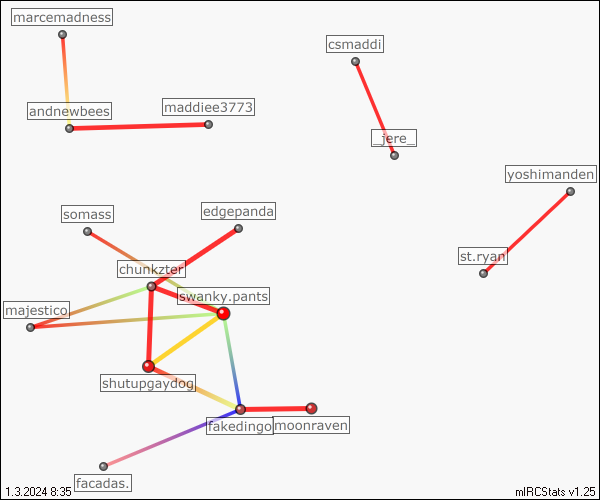 marcemadness
csmaddi
andnewbees
maddiee3773
_jere_
yoshimanden
somass
edgepanda
st.ryan
chunkzter
swanky.pants
majestico
shutupgaydog
fakedingo
moonraven
facadas.
1.3.2024 8:35
mIRCStats v1.25